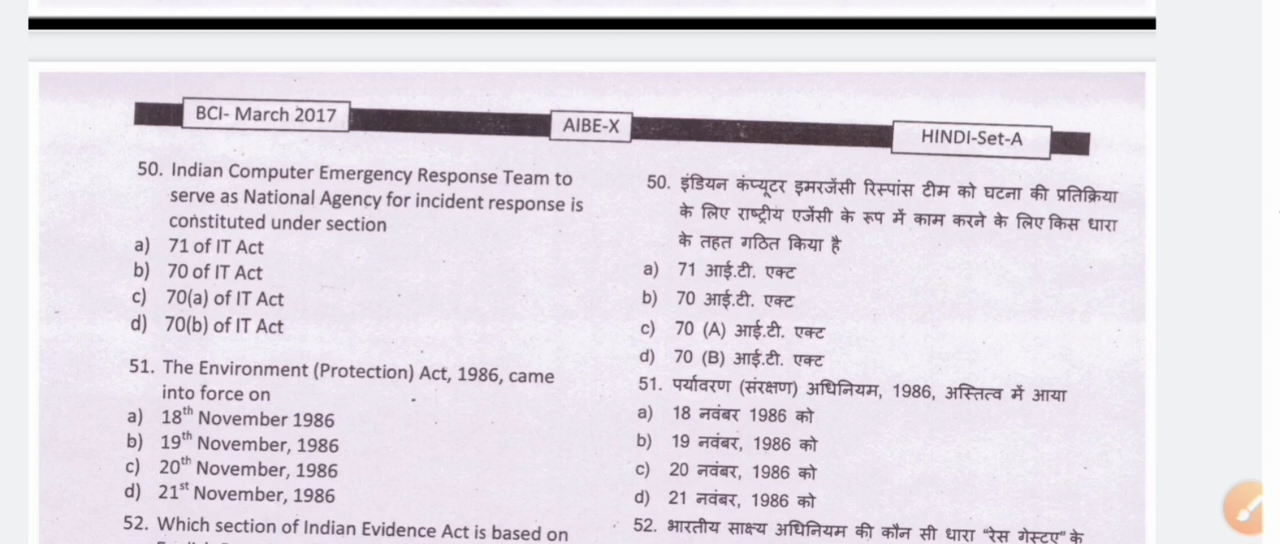 BCI- March 2017
AIBE-X
HINDI-Set-A
50. Indian Computer Emergency Response Team to
serve as National Agency for incident response is
constituted under section
a) 71 of IT Act
b) 70 of IT Act
c) 70(a) of IT Act
d) 70(b) of IT Act
51. The Environment (Protection) Act, 1986, came
into force on
a) 18th November 1986
b) 19th November, 1986
c) 20th November, 1986
d) 21st November, 1986
52. Which section of Indian Evidence Act is based on
50. इंडियन कंप्यूटर इमरजेंसी रिस्पांस टीम को घटना की प्रतिक्रिया
के लिए राष्ट्रीय एजेंसी के रूप में काम करने के लिए किस धारा
के तहत गठित किया है
a) 71 आई.टी. एक्ट
b) 70 आई.टी. एक्ट
c) 70 (A) आई.टी. एक्ट
d) 70 (B) आई.टी. एक्ट
51. पर्यावरण (संरक्षण) अधिनियम, 1986, अस्तित्व में आया
a) 18 नवंबर 1986 को
b) 19 नवंबर, 1986 को
c) 20 नवंबर, 1986 को
d) 21 नवंबर, 1986 को
52. भारतीय साक्ष्य अधिनियम की कौन सी धारा "रेस गेस्टए" के